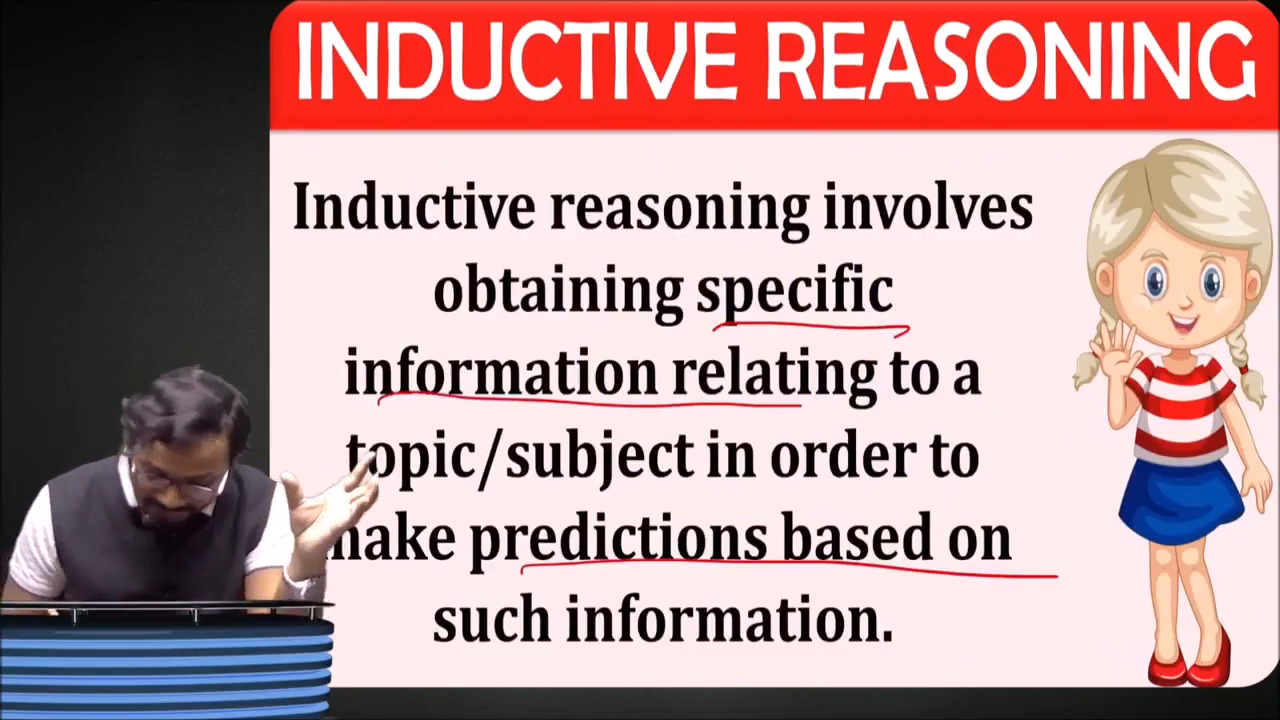 INDUCTIVE REASONING
Inductive reasoning involves
obtaining specific
information relating to a
topic/subject in order to
make predictions based on
such information.